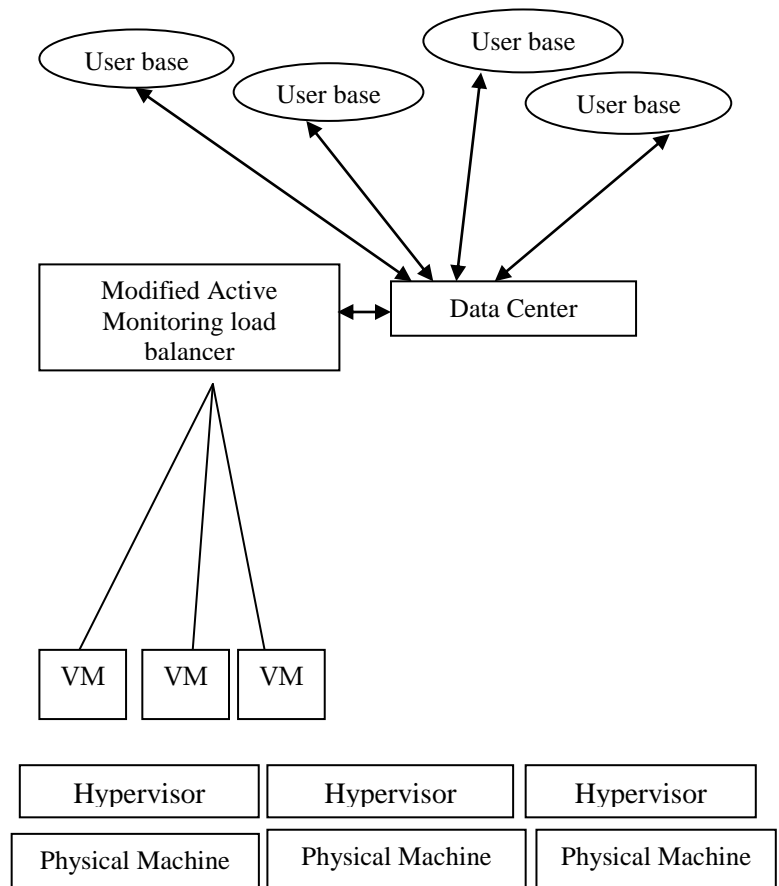 User base
User base
User base
User base
Modified Active
Monitoring load
balancer
Data Center
VM
VM
VM
Hypervisor
Hypervisor
Hypervisor
Physical Machine
Physical Machine
Physical Machine